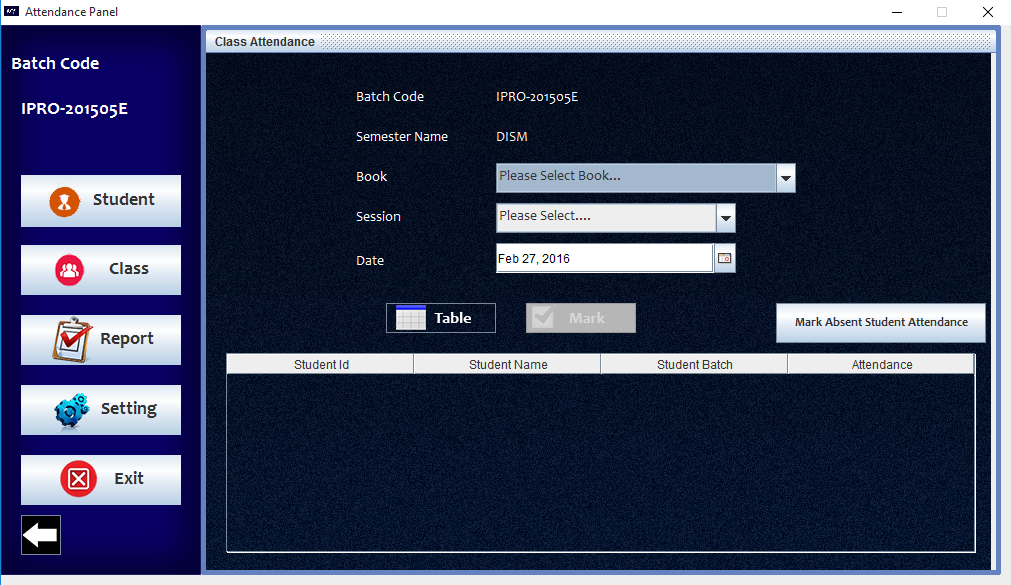 Attendance Panel
Batch Code
IPRO-201505E
Student
Class
Report
Setting
Exit
Class Attendance
Batch Code IPRO-201505E
Semester Name DISM
Book Please Select Book...
Session Please Select....
Date Feb 27, 2016
Table Mark Mark Absent Student Attendance
Student Id Student Name Student Batch Attendance